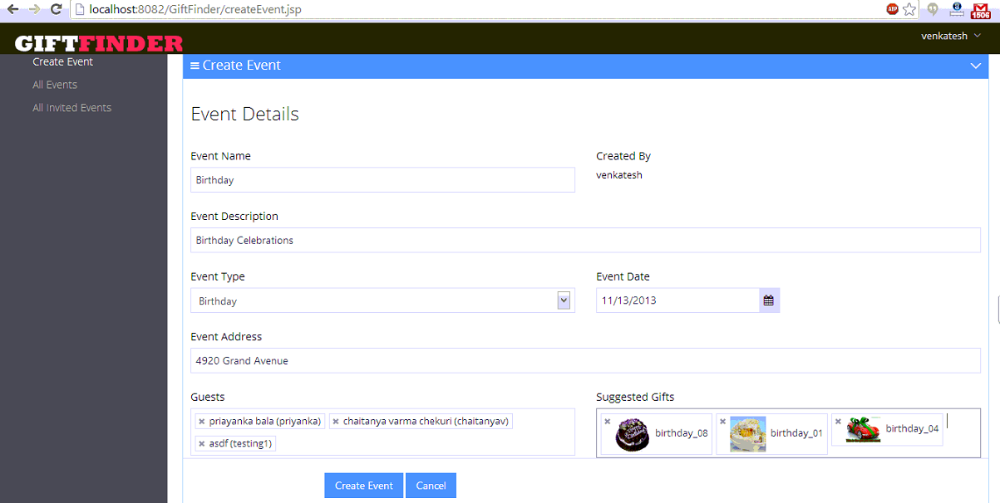 localhost:8082/GiftFinder/createEvent.jsp
ABP
1506
GIFTFINDER
venkatesh
Create Event
All Events
All Invited Events
Create Event
Event Details
Event Name
Created By
Birthday
venkatesh
Event Description
Birthday Celebrations
Event Type
Event Date
Birthday
11/13/2013
Event Address
4920 Grand Avenue
Guests
Suggested Gifts
priayanka bala (priyanka)
chaitanya varma chekuri (chaitanyav)
asdf (testing1)
birthday_08
birthday_01
birthday_04
Create Event
Cancel